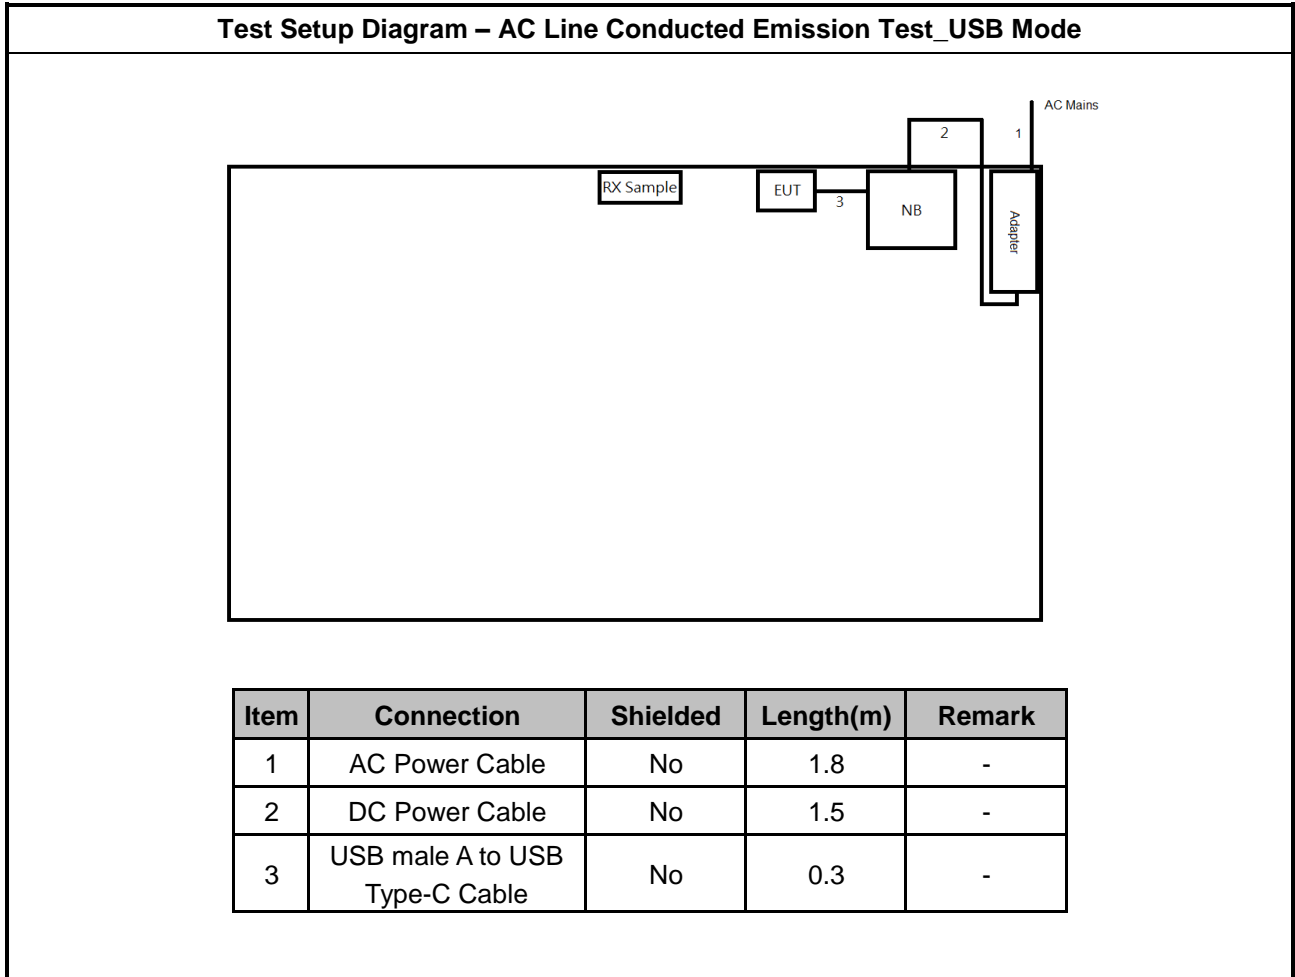 Test Setup Diagram – AC Line Conducted Emission Test_USB Mode
AC Mains
2
1
RX Sample
EUT
3
NB
Adapter
Item Connection Shielded Length(m) Remark
1 AC Power Cable No 1.8 -
2 DC Power Cable No 1.5 -
3 USB male A to USB Type-C Cable No 0.3 -